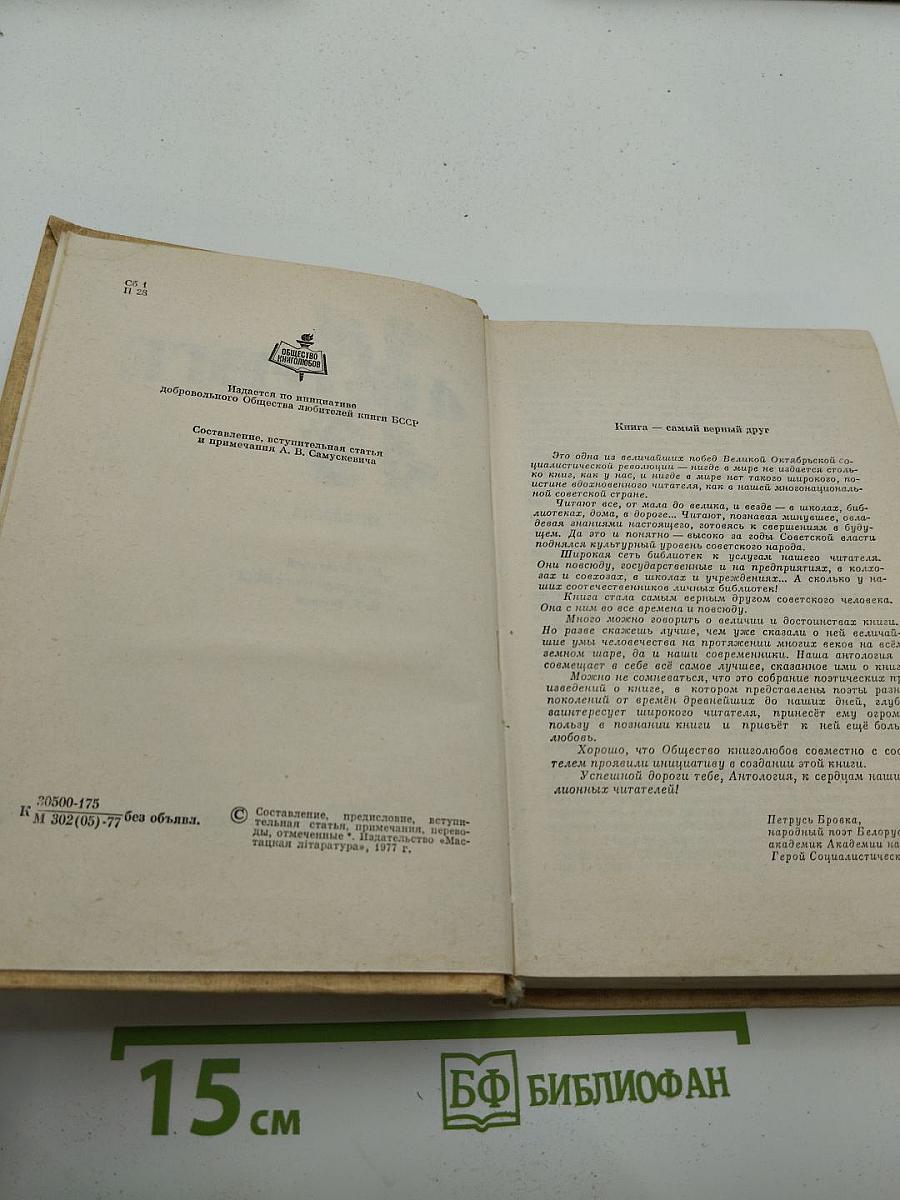 Сб 1
П 28
ОБЩЕСТВО
КНИГОЛЮБОВ
Издается по инициативе
добровольного Общества любителей книги БССР
Составление, вступительная статья
и примечания А. В. Самускевича
К 30500-175
М 302(05)-77 без объявл.
© Составление, предисловие, вступи-
тельная статья, примечания, перево-
ды, отмеченные *. Издательство «Мас-
тацкая літаратура», 1977 г.
Книга — самый верный друг
Это одна из величайших побед Великой Октябрьской со-
циалистической революции — нигде в мире не издается столь-
ко книг, как у нас, и нигде в мире нет такого широкого, по-
истине вдохновенного читателя, как в нашей многонациональ-
ной советской стране.
Читают все, от мала до велика, и везде — в школах, биб-
лиотеках, дома, в дороге... Читают, познавая минувшее, овла-
девая знаниями настоящего, готовясь к свершениям в буду-
щем. Да это и понятно — высоко за годы Советской власти
поднялся культурный уровень советского народа.
Широкая сеть библиотек к услугам нашего читателя.
Они повсюду, государственные и на предприятиях, в колхо-
зах и совхозах, в школах и учреждениях... А сколько у на-
ших соотечественников личных библиотек!
Книга стала самым верным другом советского человека.
Она с ним во все времена и повсюду.
Много можно говорить о величии и достоинствах книги.
Но разве скажешь лучше, чем уже сказали о ней величай-
шие умы человечества на протяжении многих веков на всём
земном шаре, да и наши современники. Наша антология
совмещает в себе всё самое лучшее, сказанное ими о книг
Можно не сомневаться, что это собрание поэтических пр
изведений о книге, в котором представлены поэты разн
поколений от времён древнейших до наших дней, глуб
заинтересует широкого читателя, принесёт ему огром
пользу в познании книги и привьёт к ней ещё боль
любовь.
Хорошо, что Общество книголюбов совместно с сос
телем проявили инициативу в создании этой книги.
Успешной дороги тебе, Антология, к сердцам наши
лионных читателей!
Петрусь Бровка,
народный поэт Белорус
академик Академии на
Герой Социалистическ
15 см
БФ БИБЛИОФАН